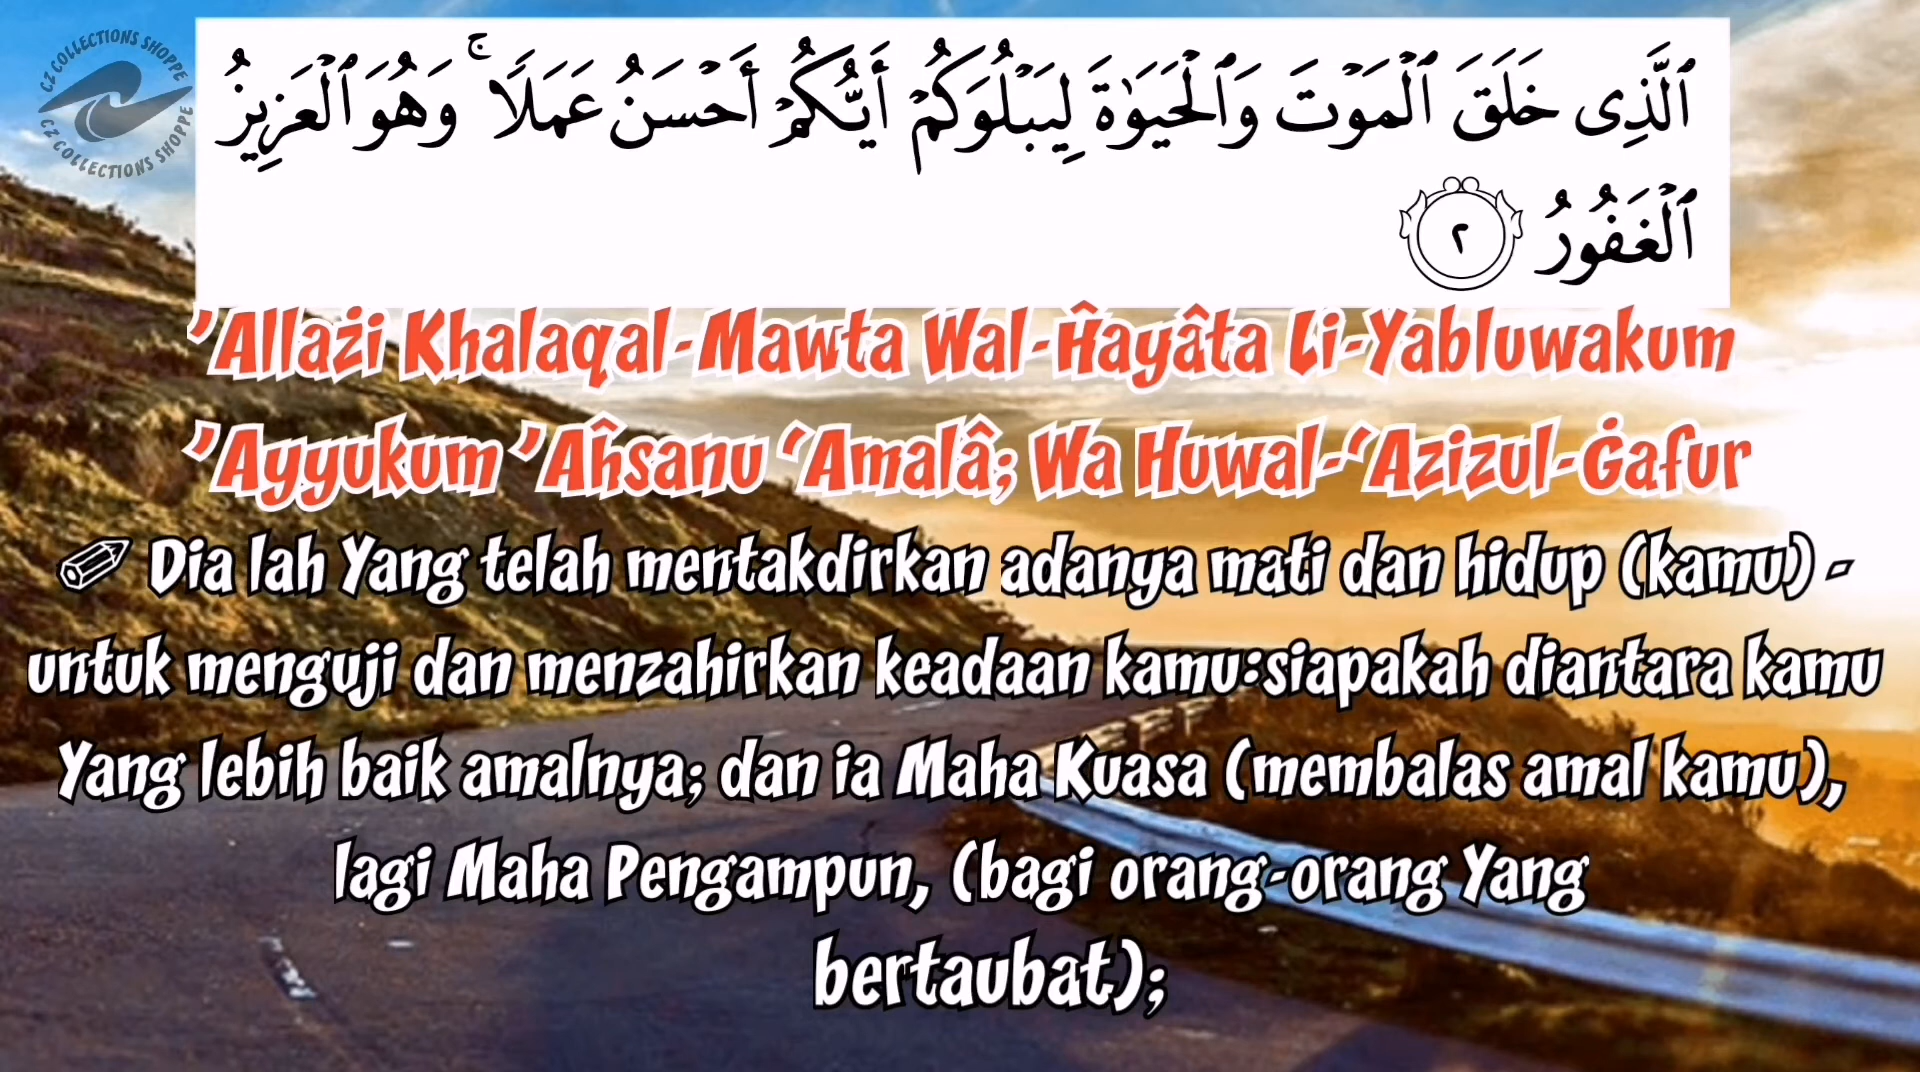 CZ COLLECTIONS SHOPPE
CZ COLLECTIONS SHOPPE
ٱلَّذِى خَلَقَ ٱلْمَوْتَ وَٱلْحَيَوٰةَ لِيَبْلُوَكُمْ أَيُّكُمْ أَحْسَنُ عَمَلًا ۚ وَهُوَ ٱلْعَزِيزُ
ٱلْغَفُورُ ٢
’Allażi Khalaqal-Mawta Wal-Ĥayâta Li-Yabluwakum
’Ayyukum ’Aĥsanu ‘Amalâ; Wa Huwal-‘Azizul-Ġafur
✏ Dia lah Yang telah mentakdirkan adanya mati dan hidup (kamu) -
untuk menguji dan menzahirkan keadaan kamu:siapakah diantara kamu
Yang lebih baik amalnya; dan ia Maha Kuasa (membalas amal kamu),
lagi Maha Pengampun, (bagi orang-orang Yang
bertaubat);